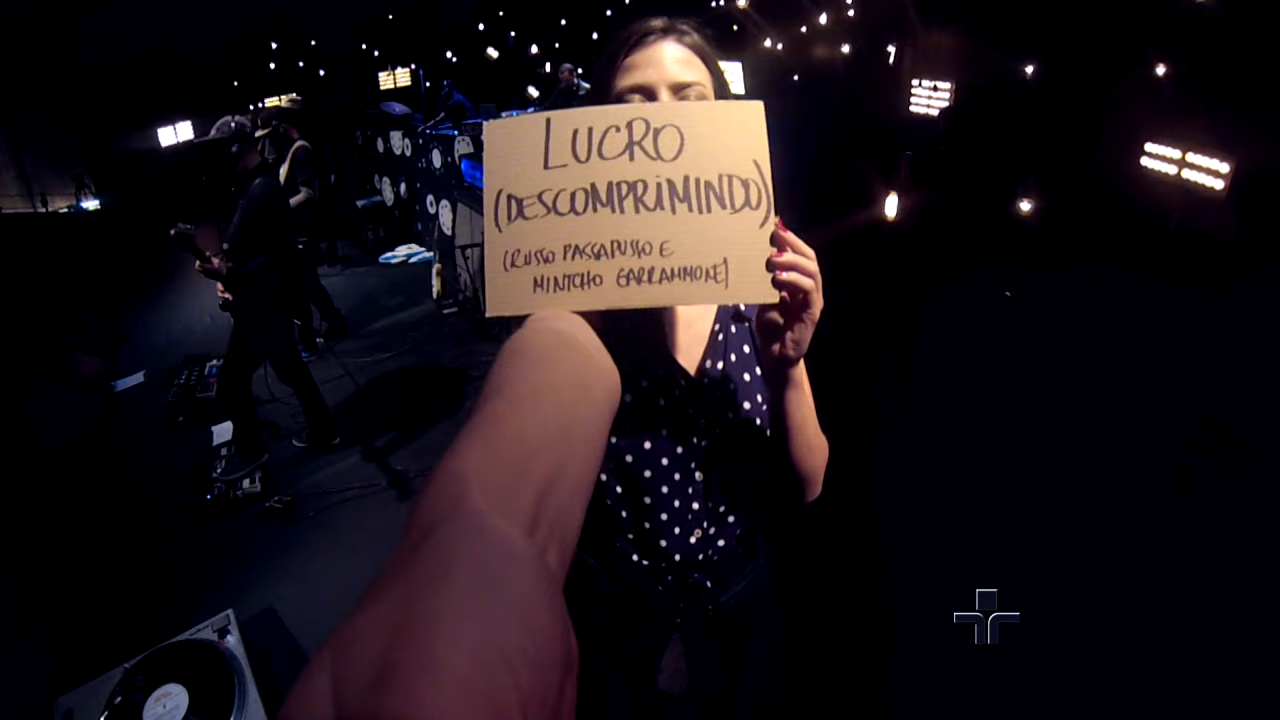 LUCRO
(DESCOMPRIMINDO)
(RUSSO PASSAPUSSO E
MINTCHO GARRAMMONE)